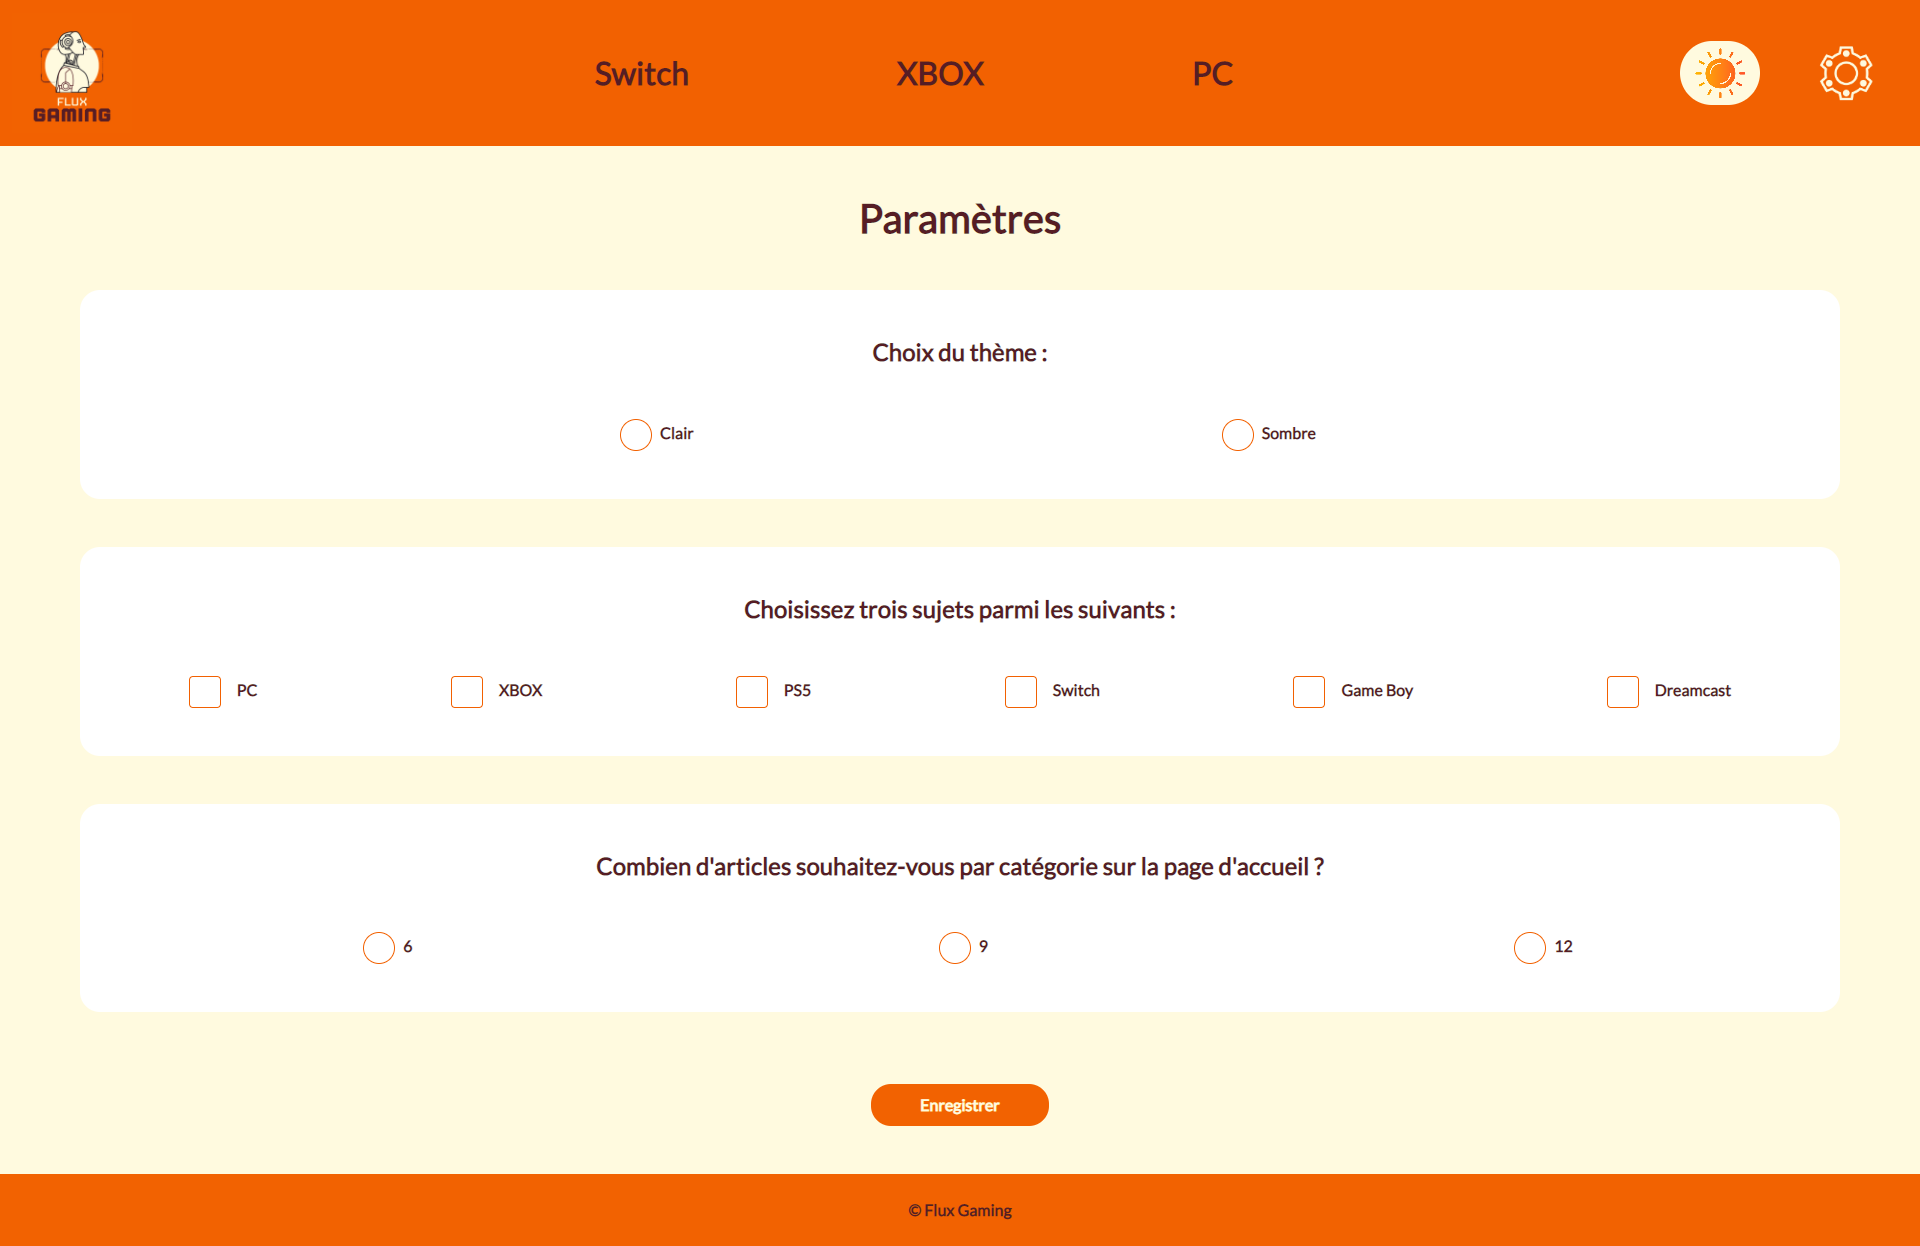 FLUX
GAMING
Switch
XBOX
PC
Paramètres
Choix du thème :
Clair
Sombre
Choisissez trois sujets parmi les suivants :
PC
XBOX
PS5
Switch
Game Boy
Dreamcast
Combien d'articles souhaitez-vous par catégorie sur la page d'accueil ?
6
9
12
Enregistrer
© Flux Gaming